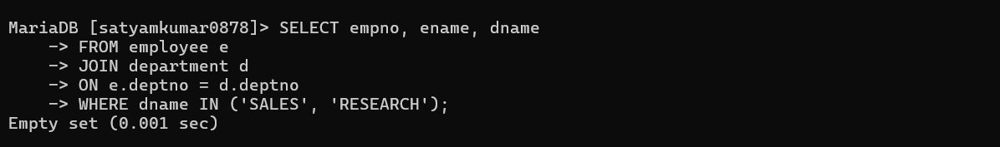 MariaDB [satyamkumar0878]> SELECT empno, ename, dname
    -> FROM employee e
    -> JOIN department d
    -> ON e.deptno = d.deptno
    -> WHERE dname IN ('SALES', 'RESEARCH');
Empty set (0.001 sec)